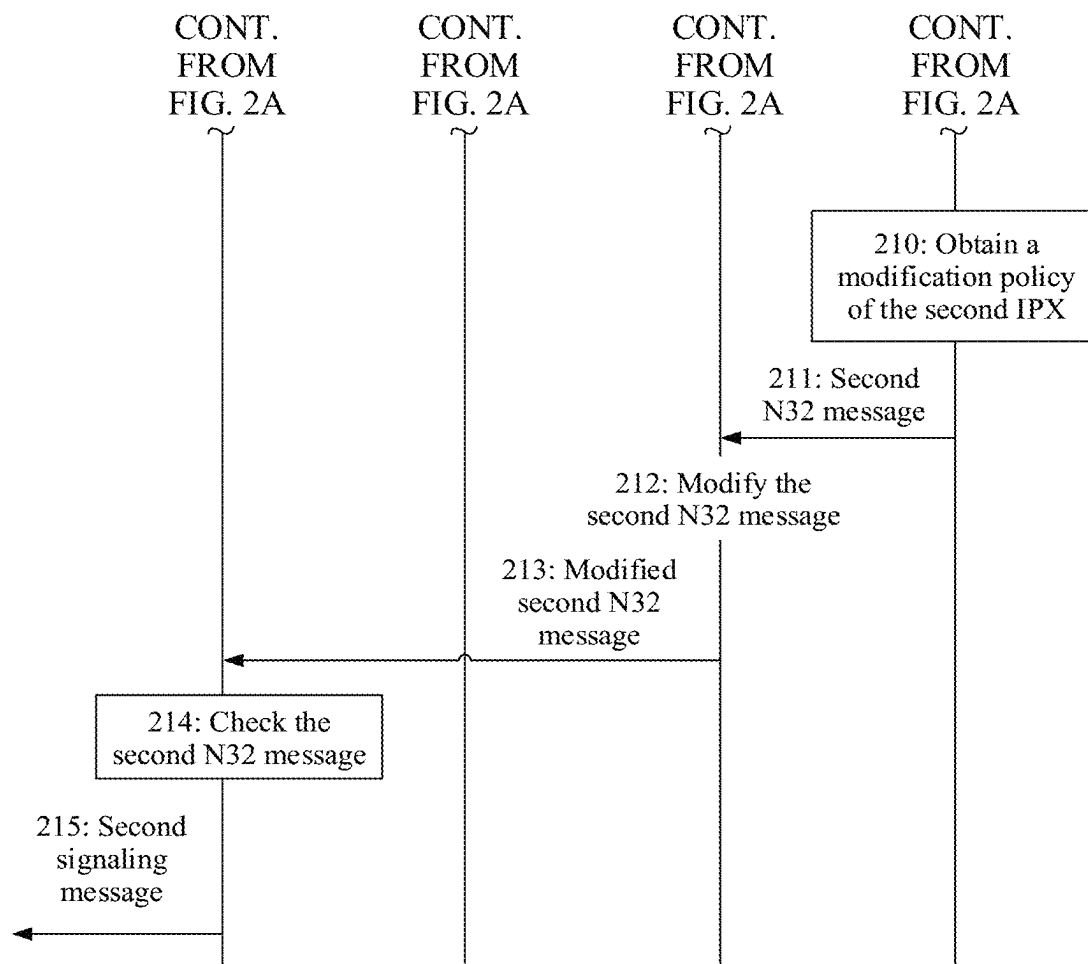 CONT.
FROM
FIG. 2A
CONT.
FROM
FIG. 2A
CONT.
FROM
FIG. 2A
CONT.
FROM
FIG. 2A
210: Obtain a
modification policy
of the second IPX
211: Second
N32 message
212: Modify the
second N32 message
213: Modified
second N32
message
214: Check the
second N32 message
215: Second
signaling
message